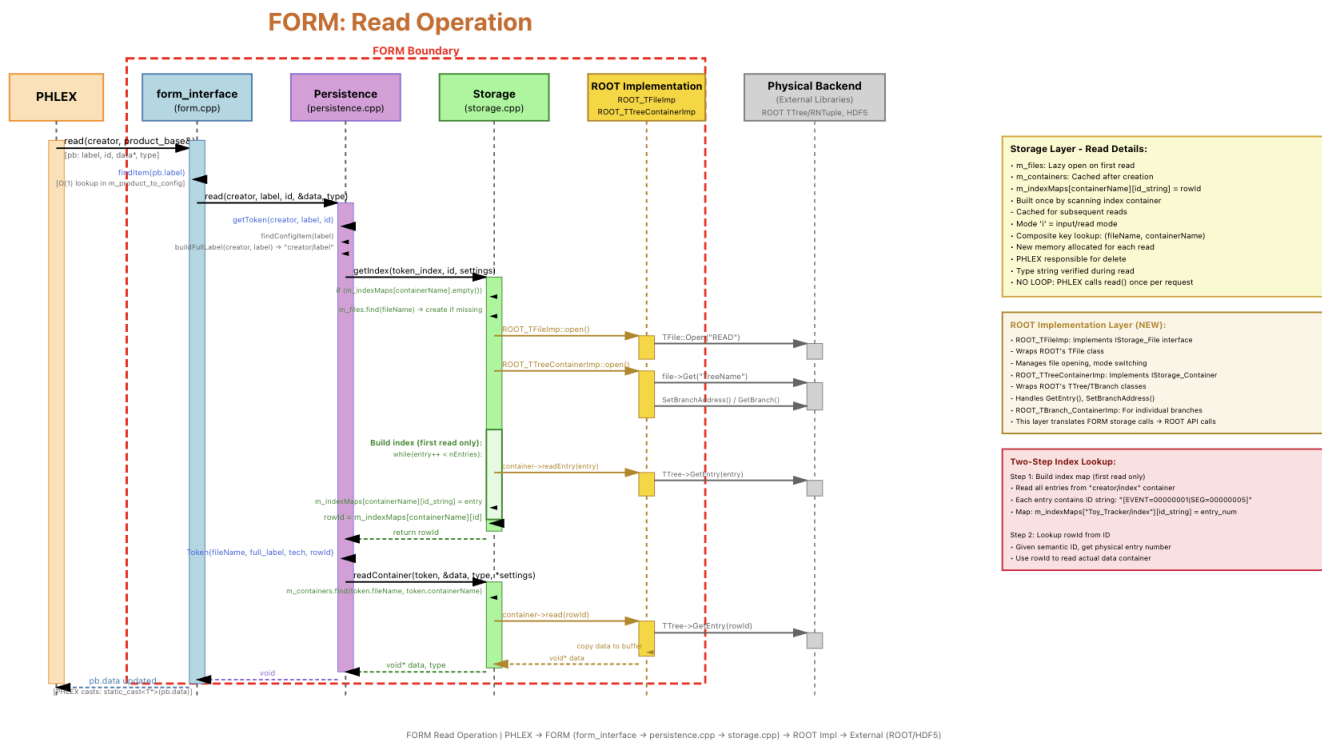 FORM: Read Operation
FORM Boundary
PHLEX
form_interface
(form.cpp)
Persistence
(persistence.cpp)
Storage
(storage.cpp)
ROOT Implementation
ROOT_TFileImp
ROOT_TTreeContainerImp
Physical Backend
(External Libraries)
ROOT TTree/RNTuple, HDF5
read(creator, product_base&)
[pb: label, id, data*, type]
findItem(pb.label)
[O(1) lookup in m_product_to_config]
read(creator, label, id, &data, type)
getToken(creator, label, id)
findConfigItem(label)
buildFullLabel(creator, label) → "creator/label"
getIndex(token_index, id, settings)
if (m_indexMaps[containerName].empty())
m_files.find(fileName) → create if missing
ROOT_TFileImp::open()
TFile::Open("READ")
ROOT_TTreeContainerImp::open()
file->Get("TreeName")
SetBranchAddress() / GetBranch()
Build index (first read only):
while(entry++ < nEntries):
container->readEntry(entry)
TTree->GetEntry(entry)
m_indexMaps[containerName][id_string] = entry
rowId = m_indexMaps[containerName][id]
return rowId
Token(fileName, full_label, tech, rowId)
readContainer(token, &data, type, *settings)
m_containers.find(token.fileName, token.containerName)
container->read(rowId)
TTree->GetEntry(rowId)
copy data to buffer
void* data
void* data, type
void
pb.data updated
[PHLEX casts: static_cast<T*>(pb.data)]
Storage Layer - Read Details:
• m_files: Lazy open on first read
• m_containers: Cached after creation
• m_indexMaps[containerName][id_string] = rowId
- Built once by scanning index container
- Cached for subsequent reads
• Mode 'i' = input/read mode
• Composite key lookup: (fileName, containerName)
• New memory allocated for each read
• PHLEX responsible for delete
• Type string verified during read
• NO LOOP: PHLEX calls read() once per request
ROOT Implementation Layer (NEW):
• ROOT_TFileImp: Implements IStorage_File interface
- Wraps ROOT's TFile class
- Manages file opening, mode switching
• ROOT_TTreeContainerImp: Implements IStorage_Container
- Wraps ROOT's TTree/TBranch classes
- Handles GetEntry(), SetBranchAddress()
• ROOT_TBranch_ContainerImp: For individual branches
• This layer translates FORM storage calls → ROOT API calls
Two-Step Index Lookup:
Step 1: Build index map (first read only)
• Read all entries from "creator/index" container
• Each entry contains ID string: "[EVENT=00000001|SEG=00000005]"
• Map: m_indexMaps["Toy_Tracker/index"][id_string] = entry_num
Step 2: Lookup rowId from ID
• Given semantic ID, get physical entry number
• Use rowId to read actual data container
FORM Read Operation | PHLEX → FORM (form_interface → persistence.cpp → storage.cpp) → ROOT Impl → External (ROOT/HDF5)